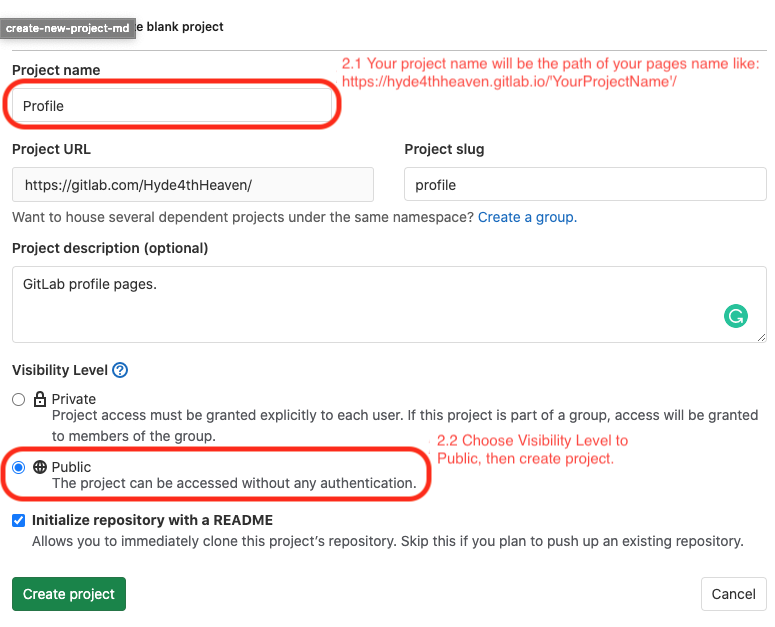 create-new-project-md
e blank project
2.1 Your project name will be the path of your pages name like:
https://hyde4thheaven.gitlab.io/'YourProjectName'/
Project name
Profile
Project URL
Project slug
https://gitlab.com/Hyde4thHeaven/
profile
Want to house several dependent projects under the same namespace? Create a group.
Project description (optional)
GitLab profile pages.
Visibility Level
Private
Project access must be granted explicitly to each user. If this project is part of a group, access will be granted
to members of the group.
2.2 Choose Visibility Level to
Public, then create project.
Public
The project can be accessed without any authentication.
Initialize repository with a README
Allows you to immediately clone this project's repository. Skip this if you plan to push up an existing repository.
Create project
Cancel